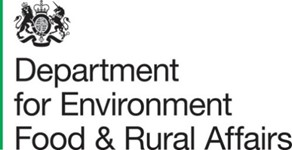 Department
for Environment
Food & Rural Affairs